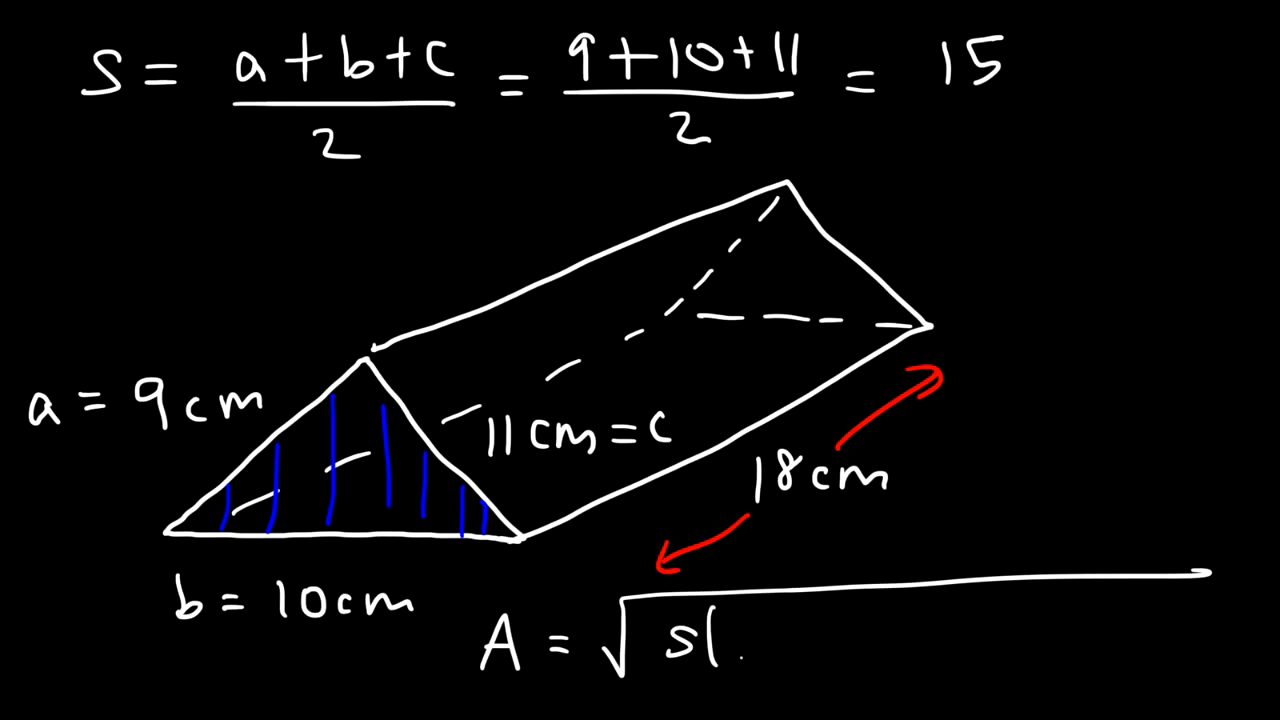 S = a+b+c / 2 = 9+10+11 / 2 = 15
a = 9cm
11cm=c
18cm
b = 10cm
A = √ s(